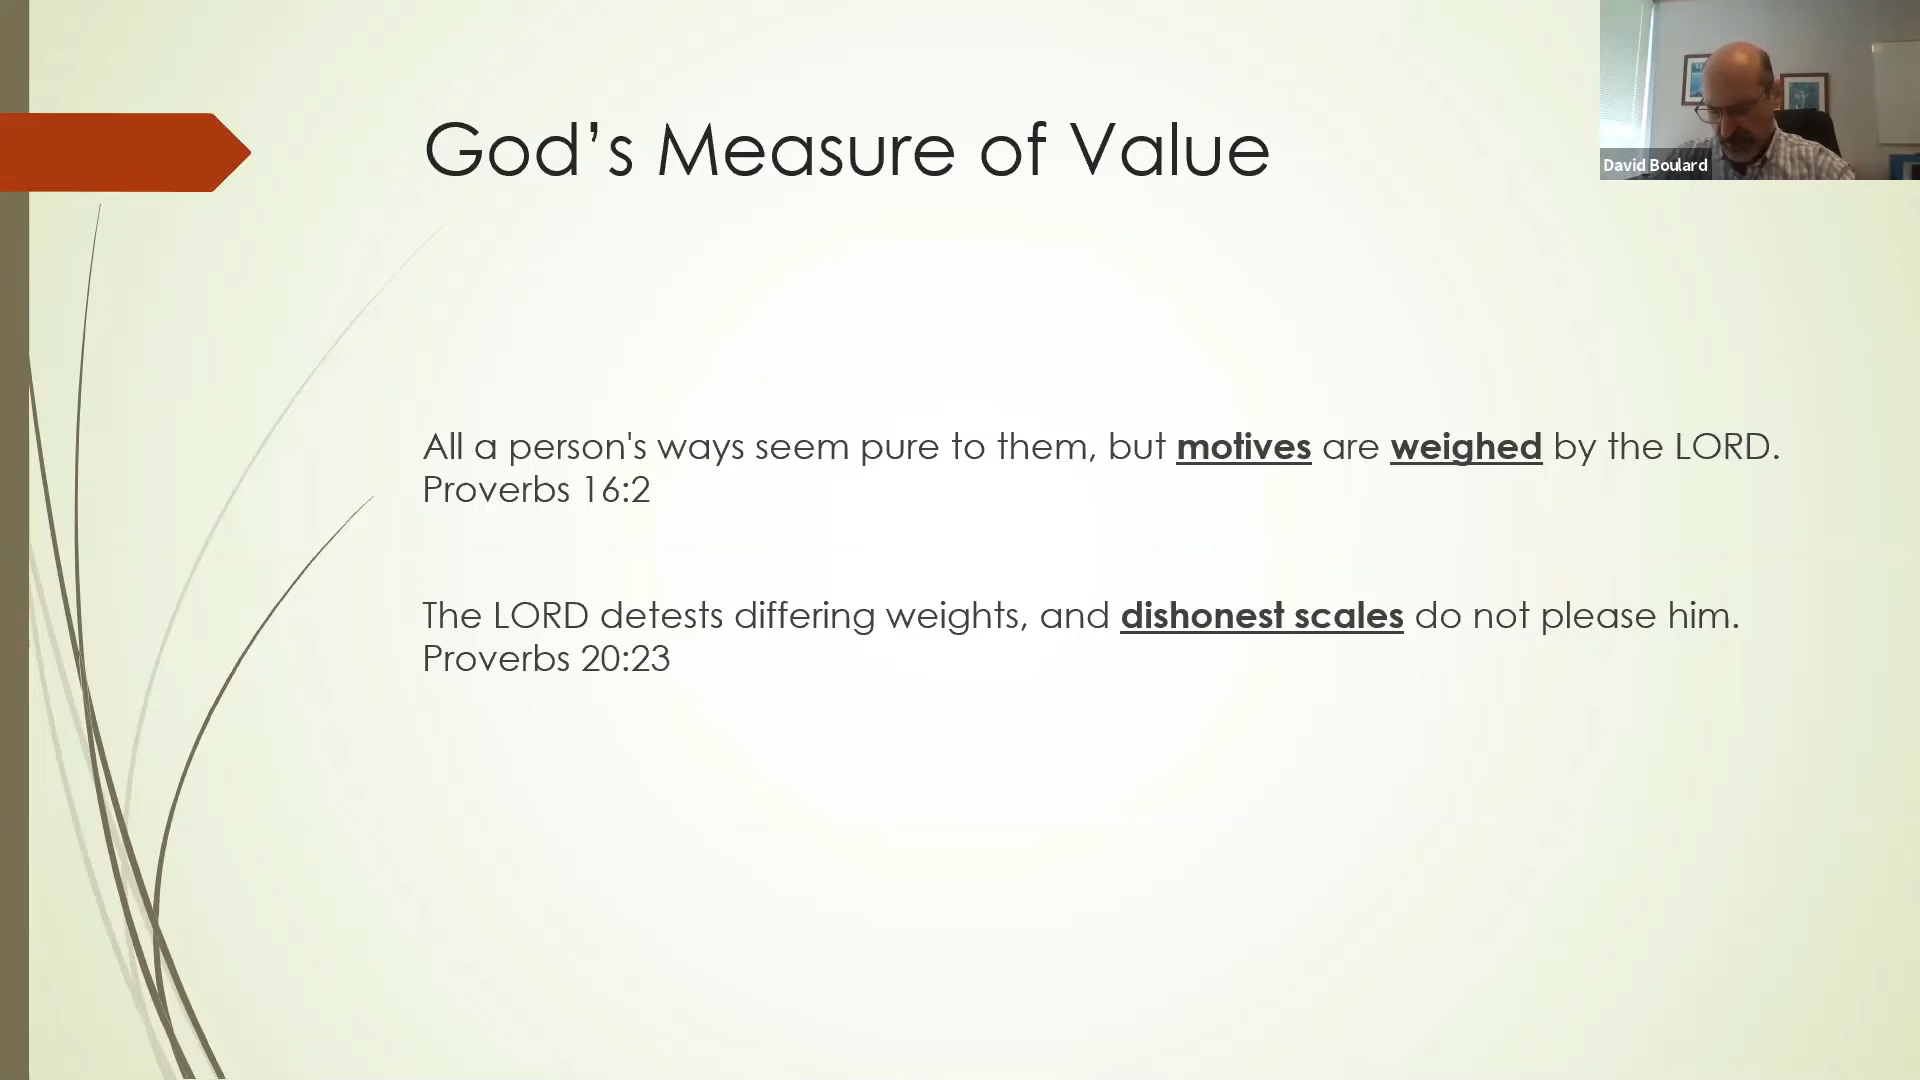 God’s Measure of Value
David Boulard
All a person's ways seem pure to them, but motives are weighed by the LORD.
Proverbs 16:2
The LORD detests differing weights, and dishonest scales do not please him.
Proverbs 20:23